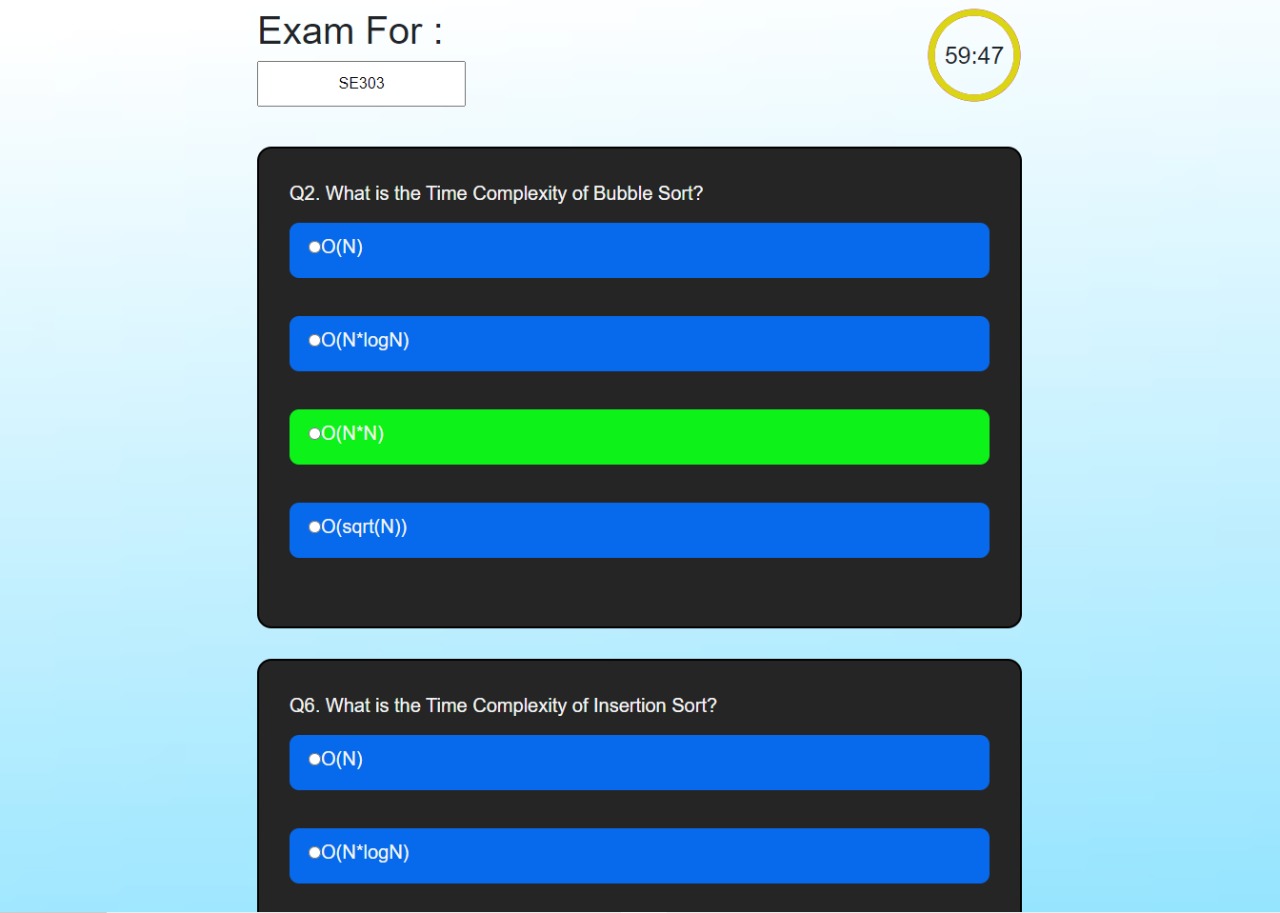 Exam For :
59:47
SE303
Q2. What is the Time Complexity of Bubble Sort?
O(N)
O(N*logN)
O(N*N)
O(sqrt(N))
Q6. What is the Time Complexity of Insertion Sort?
O(N)
O(N*logN)